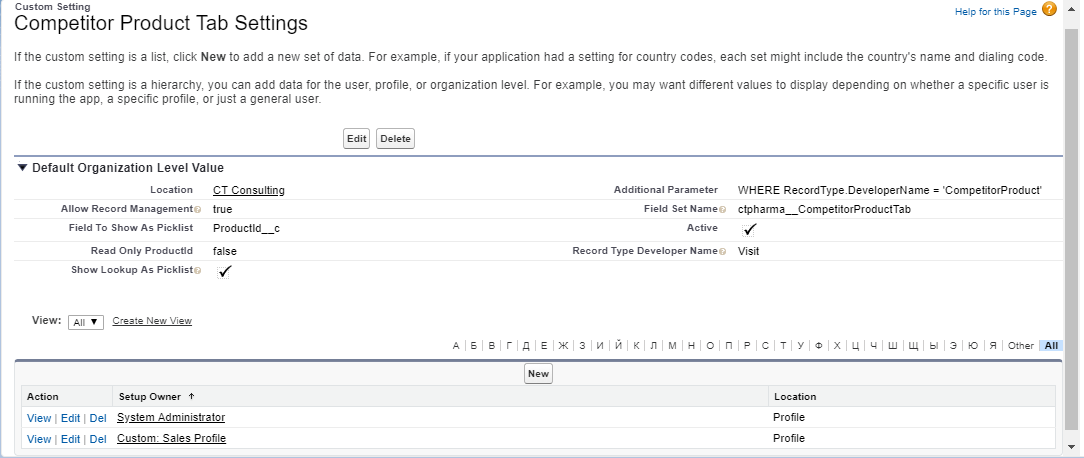 Custom Setting
Competitor Product Tab Settings
Help for this Page
If the custom setting is a list, click New to add a new set of data. For example, if your application had a setting for country codes, each set might include the country's name and dialing code.
If the custom setting is a hierarchy, you can add data for the user, profile, or organization level. For example, you may want different values to display depending on whether a specific user is
running the app, a specific profile, or just a general user.
Edit Delete
Default Organization Level Value
Location CT Consulting Additional Parameter WHERE RecordType.DeveloperName = 'CompetitorProduct'
Allow Record Management true Field Set Name ctpharma__CompetitorProductTab
Field To Show As Picklist ProductId__c Active
Read Only ProductId false Record Type Developer Name Visit
Show Lookup As Picklist
View: All Create New View
А | Б | В | Г | Д | Е | Ж | З | И | Й | К | Л | М | Н | О | П | Р | С | Т | У | Ф | Х | Ц | Ч | Ш | Щ | Ы | Э | Ю | Я | Other All
New
Action Setup Owner Location
View | Edit | Del System Administrator Profile
View | Edit | Del Custom: Sales Profile Profile